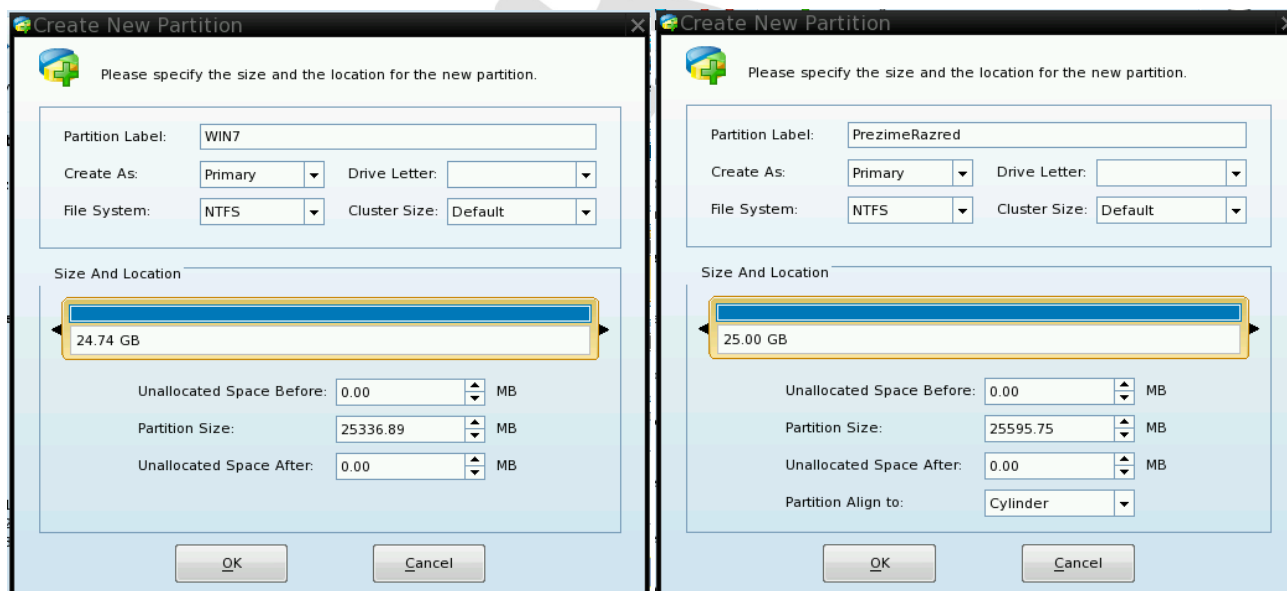 Create New Partition
Please specify the size and the location for the new partition.
Partition Label: WIN7
Create As: Primary Drive Letter:
File System: NTFS Cluster Size: Default
Size And Location
24.74 GB
Unallocated Space Before: 0.00 MB
Partition Size: 25336.89 MB
Unallocated Space After: 0.00 MB
OK Cancel
Create New Partition
Please specify the size and the location for the new partition.
Partition Label: PrezimeRazred
Create As: Primary Drive Letter:
File System: NTFS Cluster Size: Default
Size And Location
25.00 GB
Unallocated Space Before: 0.00 MB
Partition Size: 25595.75 MB
Unallocated Space After: 0.00 MB
Partition Align to: Cylinder
OK Cancel